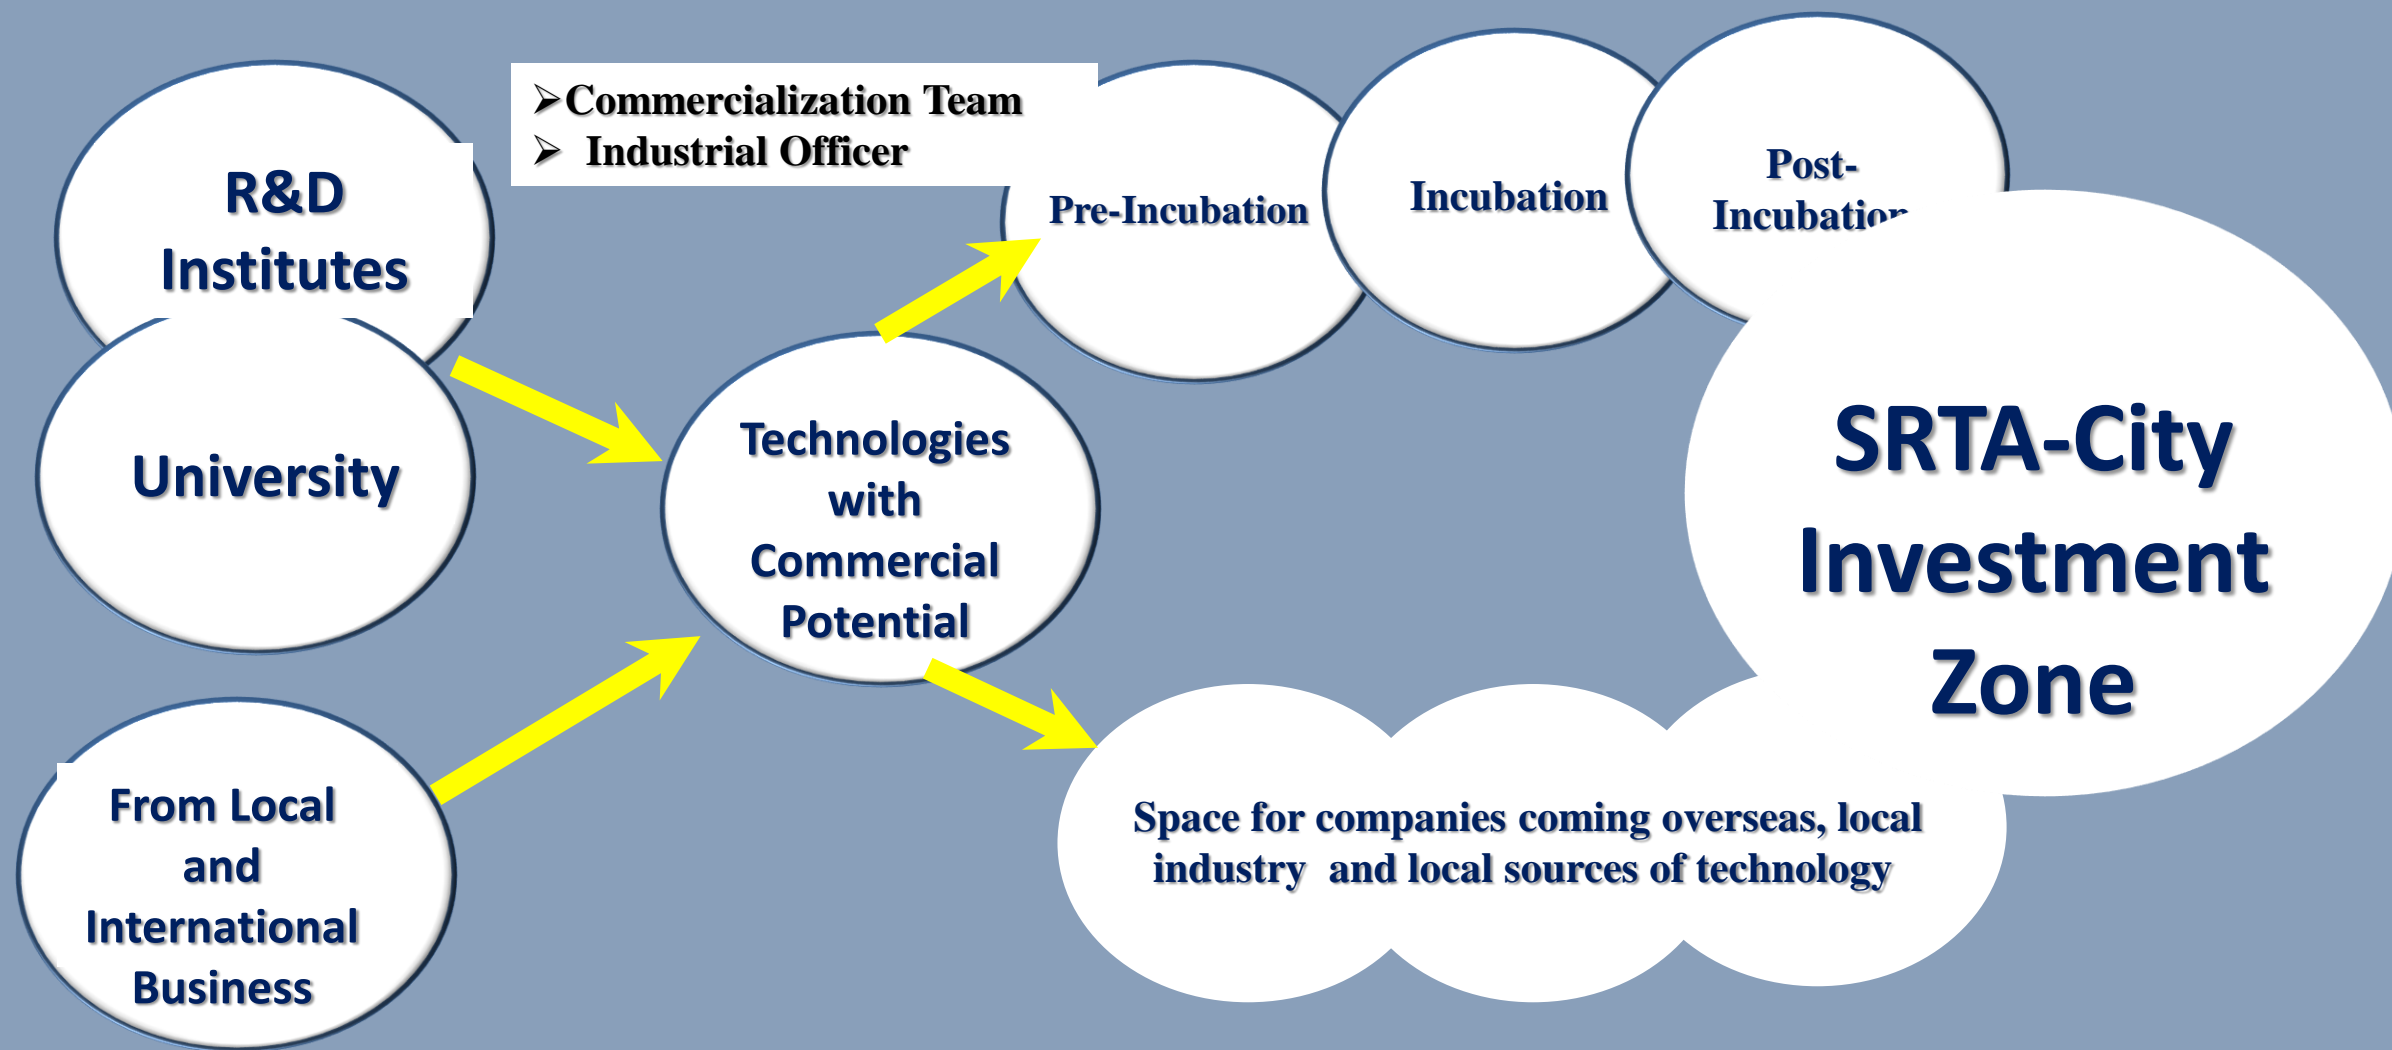 ➢Commercialization Team
➢ Industrial Officer
R&D
Institutes
University
From Local
and
International
Business
Technologies
with
Commercial
Potential
Pre-Incubation
Incubation
Post-
Incubation
SRTA-City
Investment
Zone
Space for companies coming overseas, local
industry and local sources of technology